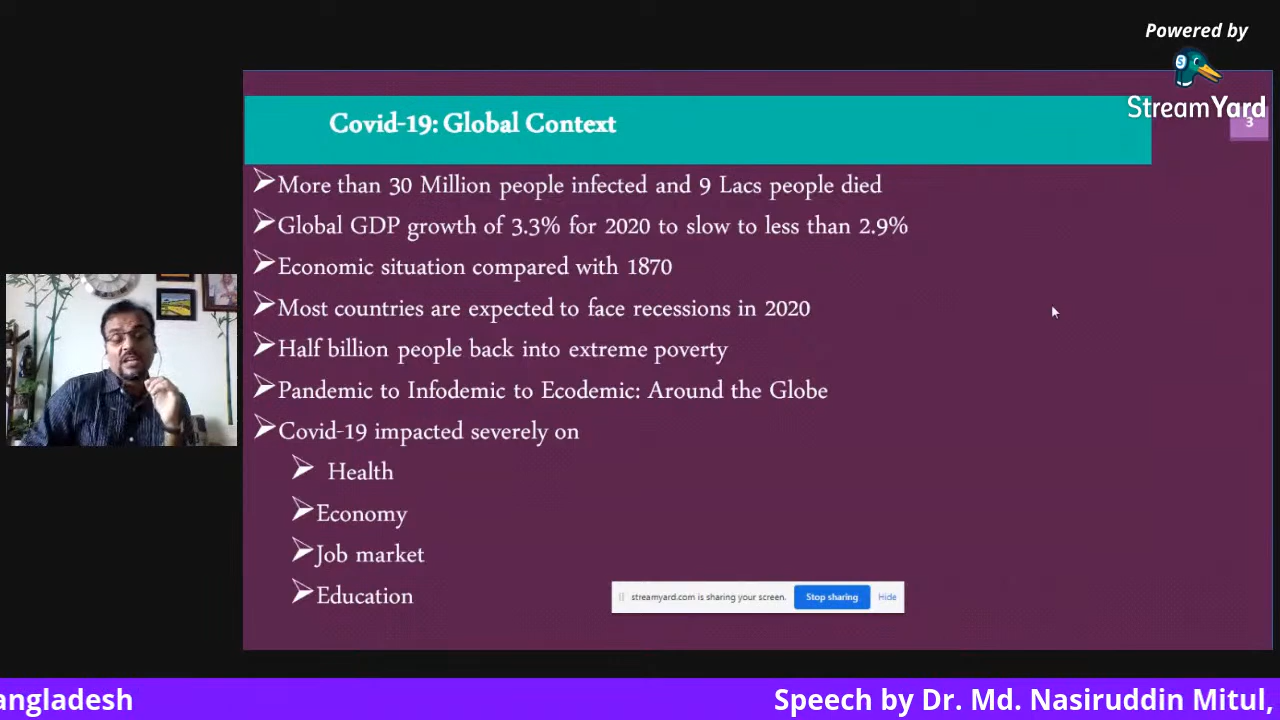 Powered by
StreamYard
Covid-19: Global Context
3
More than 30 Million people infected and 9 Lacs people died
Global GDP growth of 3.3% for 2020 to slow to less than 2.9%
Economic situation compared with 1870
Most countries are expected to face recessions in 2020
Half billion people back into extreme poverty
Pandemic to Infodemic to Ecodemic: Around the Globe
Covid-19 impacted severely on
Health
Economy
Job market
Education
streamyard.com is sharing your screen. Stop sharing Hide
angladesh Speech by Dr. Md. Nasiruddin Mitul,